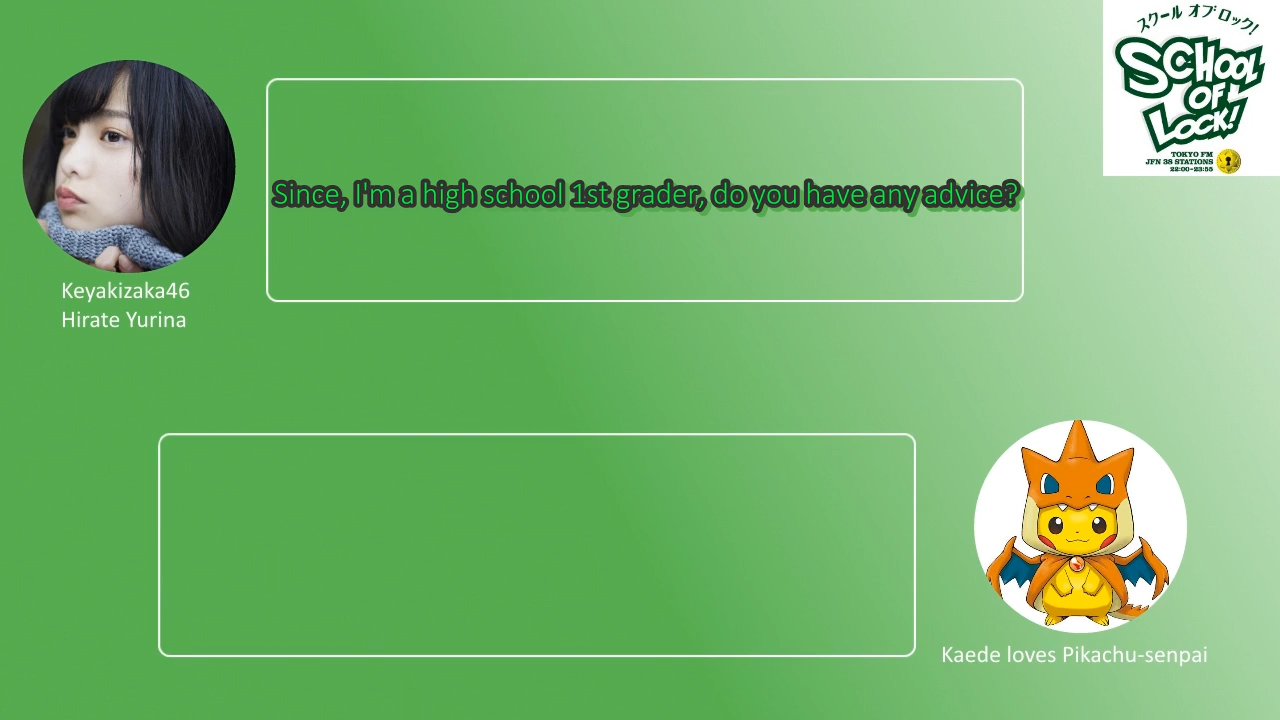 スクール オブ ロック!
SCHOOL
OF
LOCK!
TOKYO FM
JFN 38 STATIONS
22:00-23:55
Since, I'm a high school 1st grader, do you have any advice?
Keyakizaka46
Hirate Yurina
Kaede loves Pikachu-senpai